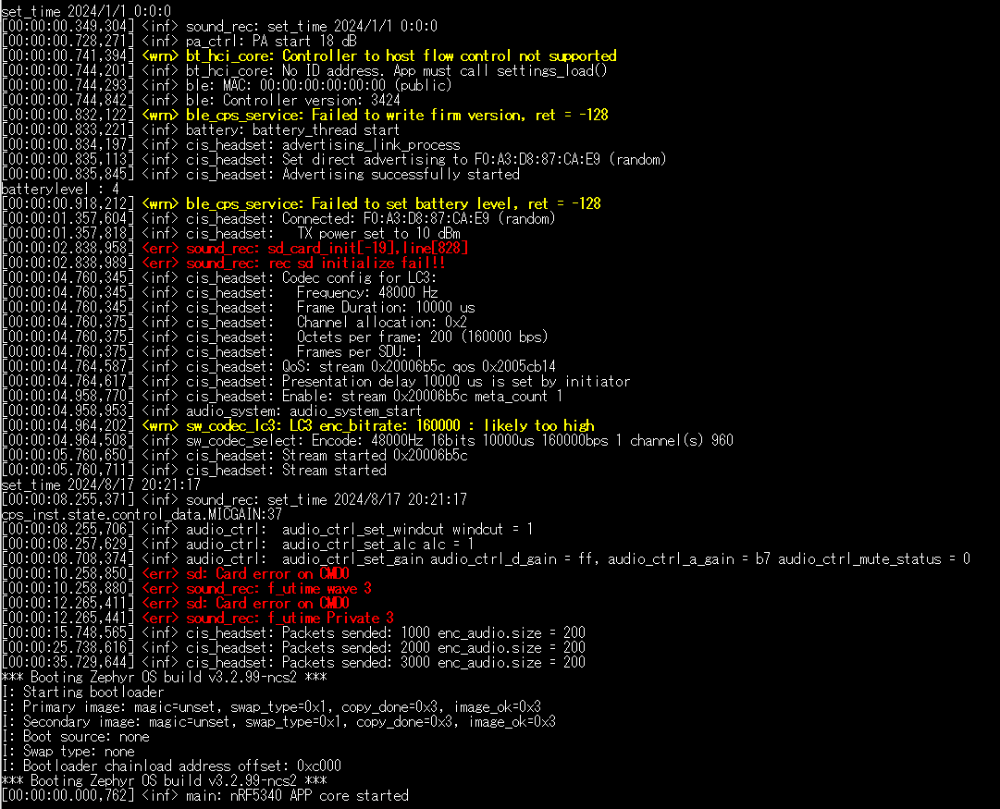 set_time 2024/1/1 0:0:0
[00:00:00.349,304] <inf> sound_rec: set_time 2024/1/1 0:0:0
[00:00:00.728,271] <inf> pa_ctrl: PA start 18 dB
[00:00:00.741,394] <wrn> bt_hci_core: Controller to host flow control not supported
[00:00:00.744,201] <inf> bt_hci_core: No ID address. App must call settings_load()
[00:00:00.744,293] <inf> ble: MAC: 00:00:00:00:00:00 (public)
[00:00:00.744,842] <inf> ble: Controller version: 3424
[00:00:00.832,122] <wrn> ble_cps_service: Failed to write firm version, ret = -128
[00:00:00.833,221] <inf> battery: battery_thread start
[00:00:00.834,197] <inf> cis_headset: advertising_link_process
[00:00:00.835,113] <inf> cis_headset: Set direct advertising to F0:A3:D8:87:CA:E9 (random)
[00:00:00.835,845] <inf> cis_headset: Advertising successfully started
batterylevel : 4
[00:00:00.918,212] <wrn> ble_cps_service: Failed to set battery level, ret = -128
[00:00:01.357,604] <inf> cis_headset: Connected: F0:A3:D8:87:CA:E9 (random)
[00:00:01.357,818] <inf> cis_headset:   TX power set to 10 dBm
[00:00:02.838,958] <err> sound_rec: sd_card_init[-19],line[828]
[00:00:02.838,989] <err> sound_rec: rec sd initialize fail!!
[00:00:04.760,345] <inf> cis_headset: Codec config for LC3:
[00:00:04.760,345] <inf> cis_headset:   Frequency: 48000 Hz
[00:00:04.760,345] <inf> cis_headset:   Frame Duration: 10000 us
[00:00:04.760,375] <inf> cis_headset:   Channel allocation: 0x2
[00:00:04.760,375] <inf> cis_headset:   Octets per frame: 200 (160000 bps)
[00:00:04.760,375] <inf> cis_headset:   Frames per SDU: 1
[00:00:04.764,587] <inf> cis_headset: QoS: stream 0x20006b5c qos 0x2005cb14
[00:00:04.764,617] <inf> cis_headset: Presentation delay 10000 us is set by initiator
[00:00:04.958,770] <inf> cis_headset: Enable: stream 0x20006b5c meta_count 1
[00:00:04.958,953] <inf> audio_system: audio_system_start
[00:00:04.964,202] <wrn> sw_codec_lc3: LC3 enc_bitrate: 160000 : likely too high
[00:00:04.964,508] <inf> sw_codec_select: Encode: 48000Hz 16bits 10000us 160000bps 1 channel(s) 960
[00:00:05.760,650] <inf> cis_headset: Stream started 0x20006b5c
[00:00:05.760,711] <inf> cis_headset: Stream started
set_time 2024/8/17 20:21:17
[00:00:08.255,371] <inf> sound_rec: set_time 2024/8/17 20:21:17
cps_inst.state.control_data.MICGAIN:37
[00:00:08.255,706] <inf> audio_ctrl:  audio_ctrl_set_windcut windcut = 1
[00:00:08.257,629] <inf> audio_ctrl:  audio_ctrl_set_alc alc = 1
[00:00:08.708,374] <inf> audio_ctrl:  audio_ctrl_set_gain audio_ctrl_d_gain = ff, audio_ctrl_a_gain = b7 audio_ctrl_mute_status = 0
[00:00:10.258,850] <err> sd: Card error on CMD0
[00:00:10.258,880] <err> sound_rec: f_utime wave 3
[00:00:12.265,411] <err> sd: Card error on CMD0
[00:00:12.265,441] <err> sound_rec: f_utime Private 3
[00:00:15.748,565] <inf> cis_headset: Packets sended: 1000 enc_audio.size = 200
[00:00:25.738,616] <inf> cis_headset: Packets sended: 2000 enc_audio.size = 200
[00:00:35.729,644] <inf> cis_headset: Packets sended: 3000 enc_audio.size = 200
*** Booting Zephyr OS build v3.2.99-ncs2 ***
I: Starting bootloader
I: Primary image: magic=unset, swap_type=0x1, copy_done=0x3, image_ok=0x3
I: Secondary image: magic=unset, swap_type=0x1, copy_done=0x3, image_ok=0x3
I: Boot source: none
I: Swap type: none
I: Bootloader chainload address offset: 0xc000
*** Booting Zephyr OS build v3.2.99-ncs2 ***
[00:00:00.000,762] <inf> main: nRF5340 APP core started